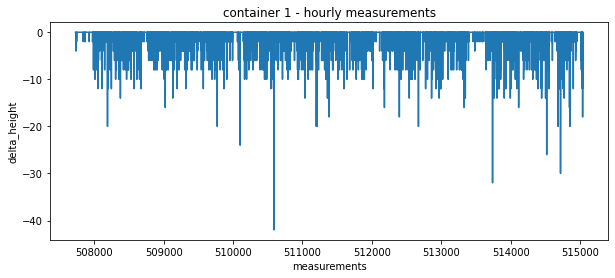 container 1 - hourly measurements
delta_height
0
−10
−20
−30
−40
508000 509000 510000 511000 512000 513000 514000 515000
measurements